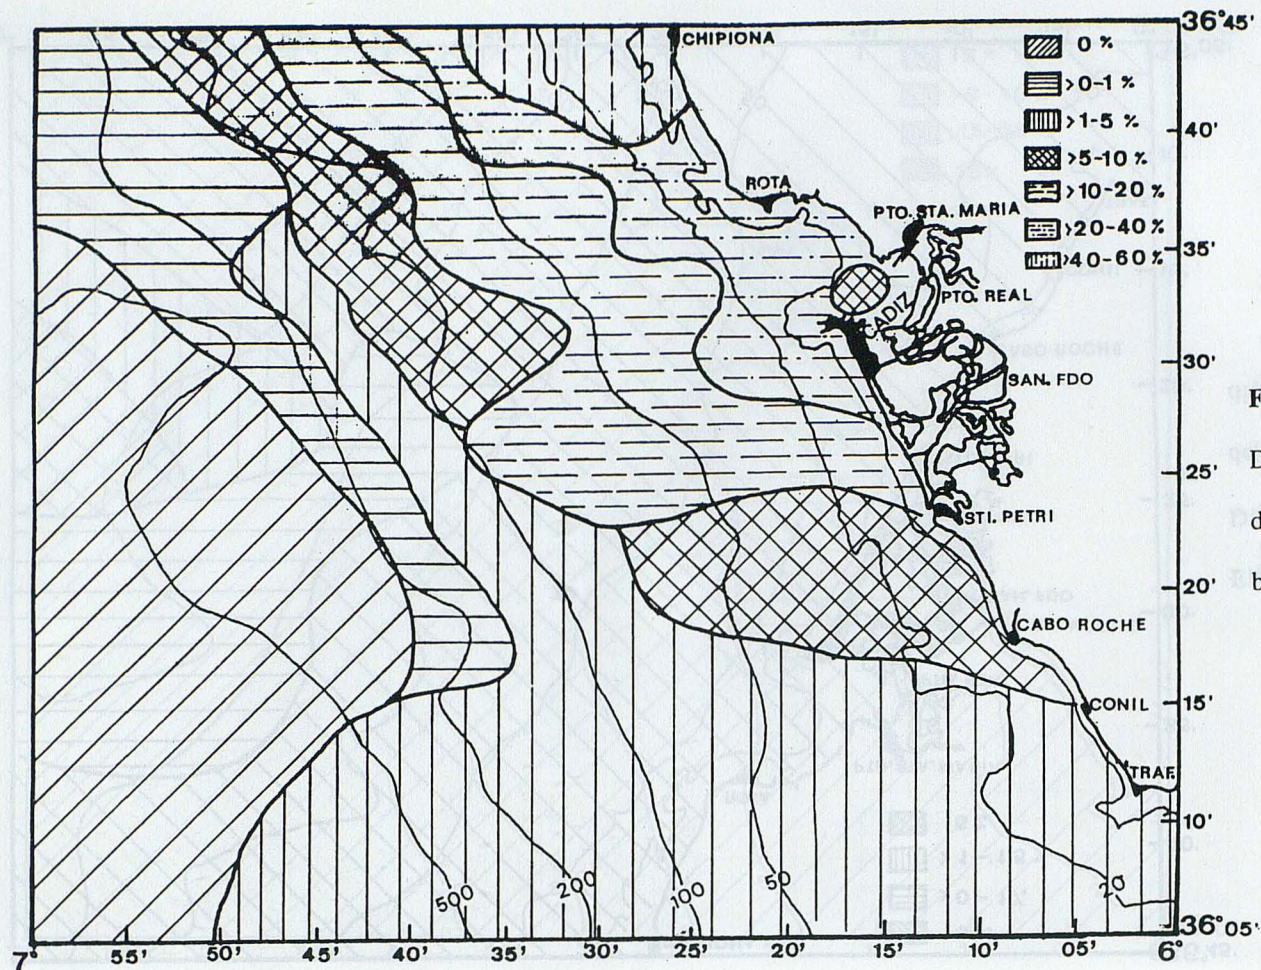 36°45'
CHIPIONA
0 %
>0-1 %
>1-5 %
>5-10 %
>10-20 %
>20-40%
>40-60%
40'
ROTA
PTO. STA. MARIA
35'
PTO. REAL
CADIZ
30'
SAN. FDO
F
D
25'
STI. PETRI
d
b
20'
CABO ROCHE
15'
CONIL
TRAF.
10'
500
200
100
50
20
36°05'
7°
55'
50'
45'
40'
35'
30'
25'
20'
15'
10'
05'
6°